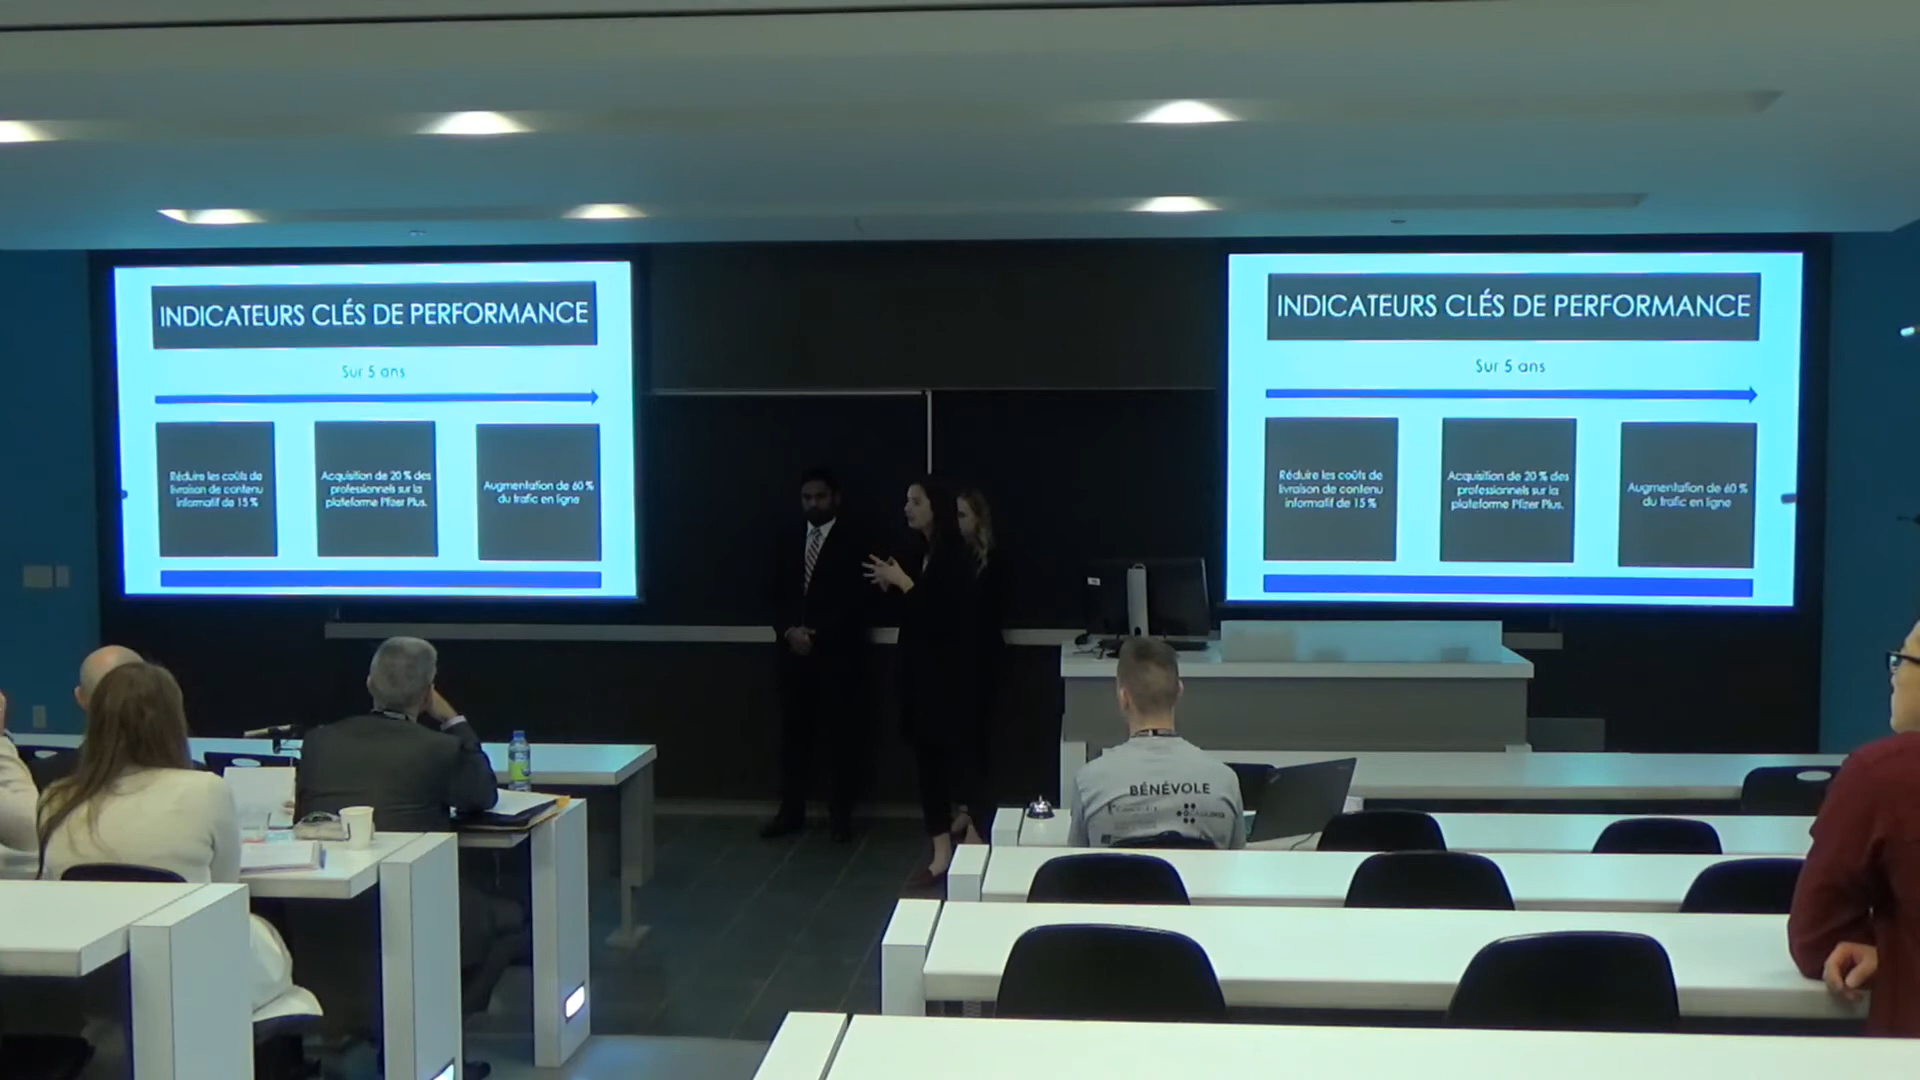 INDICATEURS CLÉS DE PERFORMANCE
Sur 5 ans
Réduire les coûts de
livraison de contenu
informatif de 15 %
Acquisition de 20 % des
professionnels sur la
plateforme Pfizer Plus.
Augmentation de 60 %
du trafic en ligne
INDICATEURS CLÉS DE PERFORMANCE
Sur 5 ans
Réduire les coûts de
livraison de contenu
informatif de 15 %
Acquisition de 20 % des
professionnels sur la
plateforme Pfizer Plus.
Augmentation de 60 %
du trafic en ligne
BÉNÉVOLE